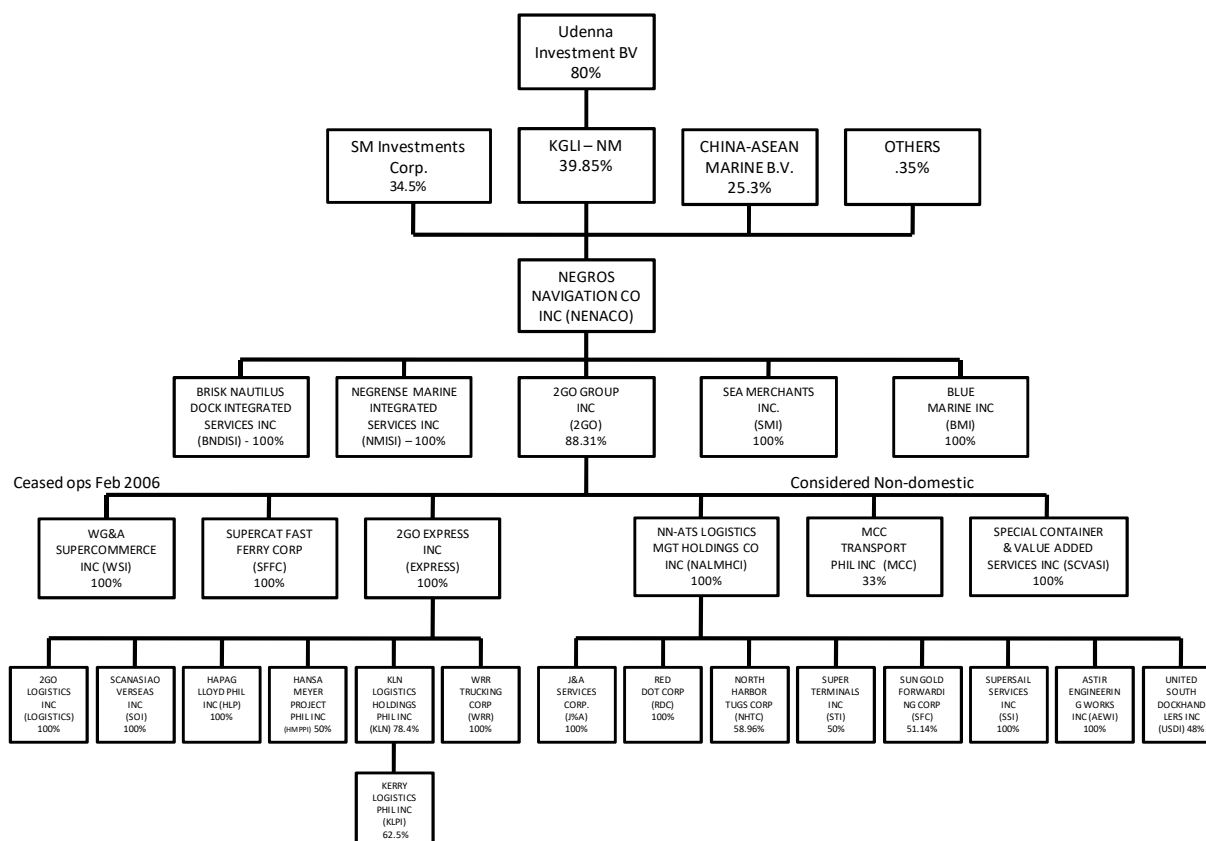 Udenna
Investment BV
80%
SM Investments
Corp.
34.5%
KGLI – NM
39.85%
CHINA-ASEAN
MARINE B.V.
25.3%
OTHERS
.35%
NEGROS
NAVIGATION CO
INC (NENACO)
BRISK NAUTILUS
DOCK INTEGRATED
SERVICES INC
(BNDISI) - 100%
NEGRENSE MARINE
INTEGRATED
SERVICES INC
(NMISI) – 100%
2GO GROUP
INC
(2GO)
88.31%
SEA MERCHANTS
INC.
(SMI)
100%
BLUE
MARINE INC
(BMI)
100%
Ceased ops Feb 2006
Considered Non-domestic
WG&A
SUPERCOMMERCE
INC (WSI)
100%
SUPERCAT FAST
FERRY CORP
(SFFC)
100%
2GO EXPRESS
INC
(EXPRESS)
100%
NN-ATS LOGISTICS
MGT HOLDINGS CO
INC (NALMHCI)
100%
MCC
TRANSPORT
PHIL INC (MCC)
33%
SPECIAL CONTAINER
& VALUE ADDED
SERVICES INC (SCVASI)
100%
2GO
LOGISTICS
INC
(LOGISTICS)
100%
SCANASIAO
VERSEAS
INC
(SOI)
100%
HAPAG
LLOYD PHIL
INC (HLP)
100%
HANSA
MEYER
PROJECT
PHIL INC
(HMPPI) 50%
KLN
LOGISTICS
HOLDINGS
PHIL INC
(KLN) 78.4%
WRR
TRUCKING
CORP
(WRR)
100%
J&A
SERVICES
CORP.
(J%A)
100%
RED
DOT CORP
(RDC)
100%
NORTH
HARBOR
TUGS CORP
(NHTC)
58.96%
SUPER
TERMINALS
INC
(STI)
50%
SUN GOLD
FORWARDI
NG CORP
(SFC)
51.14%
SUPERSAIL
SERVICES
INC
(SSI)
100%
ASTIR
ENGINEERIN
G WORKS
INC (AEWI)
100%
UNITED
SOUTH
DOCKHAND
LERS INC
(USDI) 48%
KERRY
LOGISTICS
PHIL INC
(KLPI)
62.5%